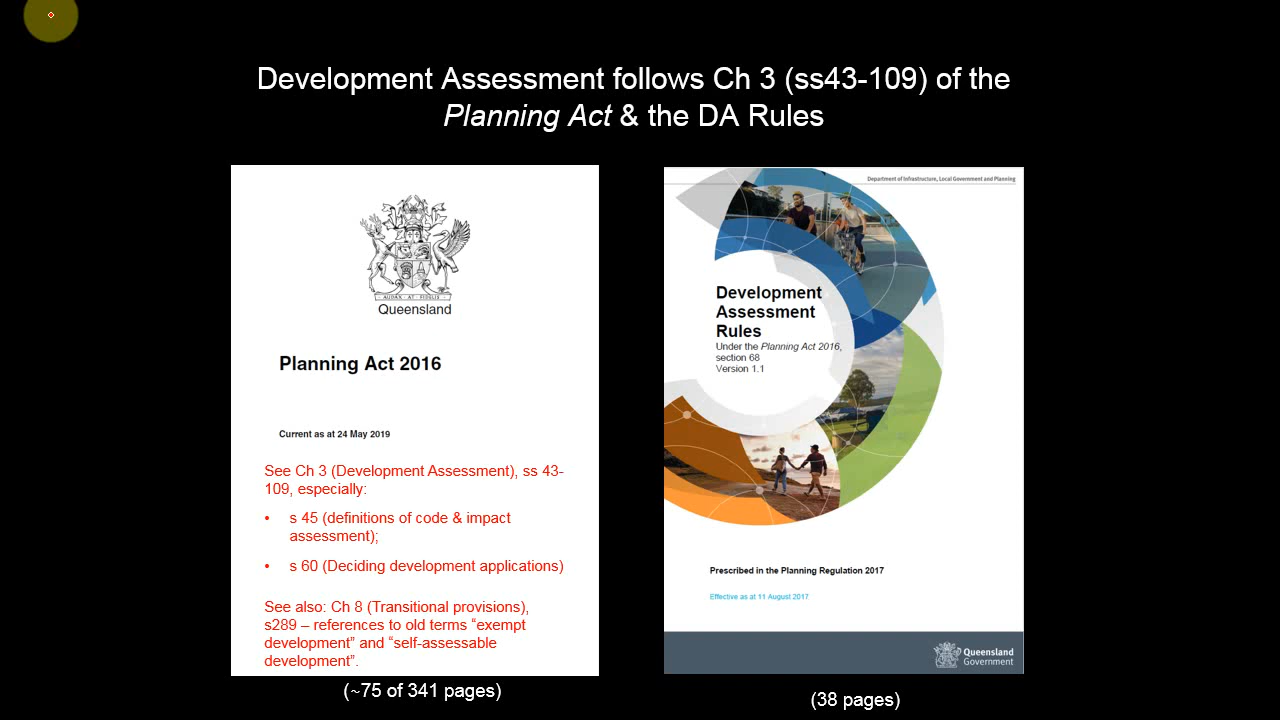 Development Assessment follows Ch 3 (ss43-109) of the
Planning Act & the DA Rules
AUDAX · AT · FIDELIS
Queensland
Planning Act 2016
Current as at 24 May 2019
See Ch 3 (Development Assessment), ss 43-
109, especially:
• s 45 (definitions of code & impact
assessment);
• s 60 (Deciding development applications)
See also: Ch 8 (Transitional provisions),
s289 – references to old terms “exempt
development” and “self-assessable
development”.
(~75 of 341 pages)
Department of Infrastructure, Local Government and Planning
Development
Assessment
Rules
Under the Planning Act 2016,
section 68
Version 1.1
Prescribed in the Planning Regulation 2017
Effective as at 11 August 2017
Queensland
Government
(38 pages)